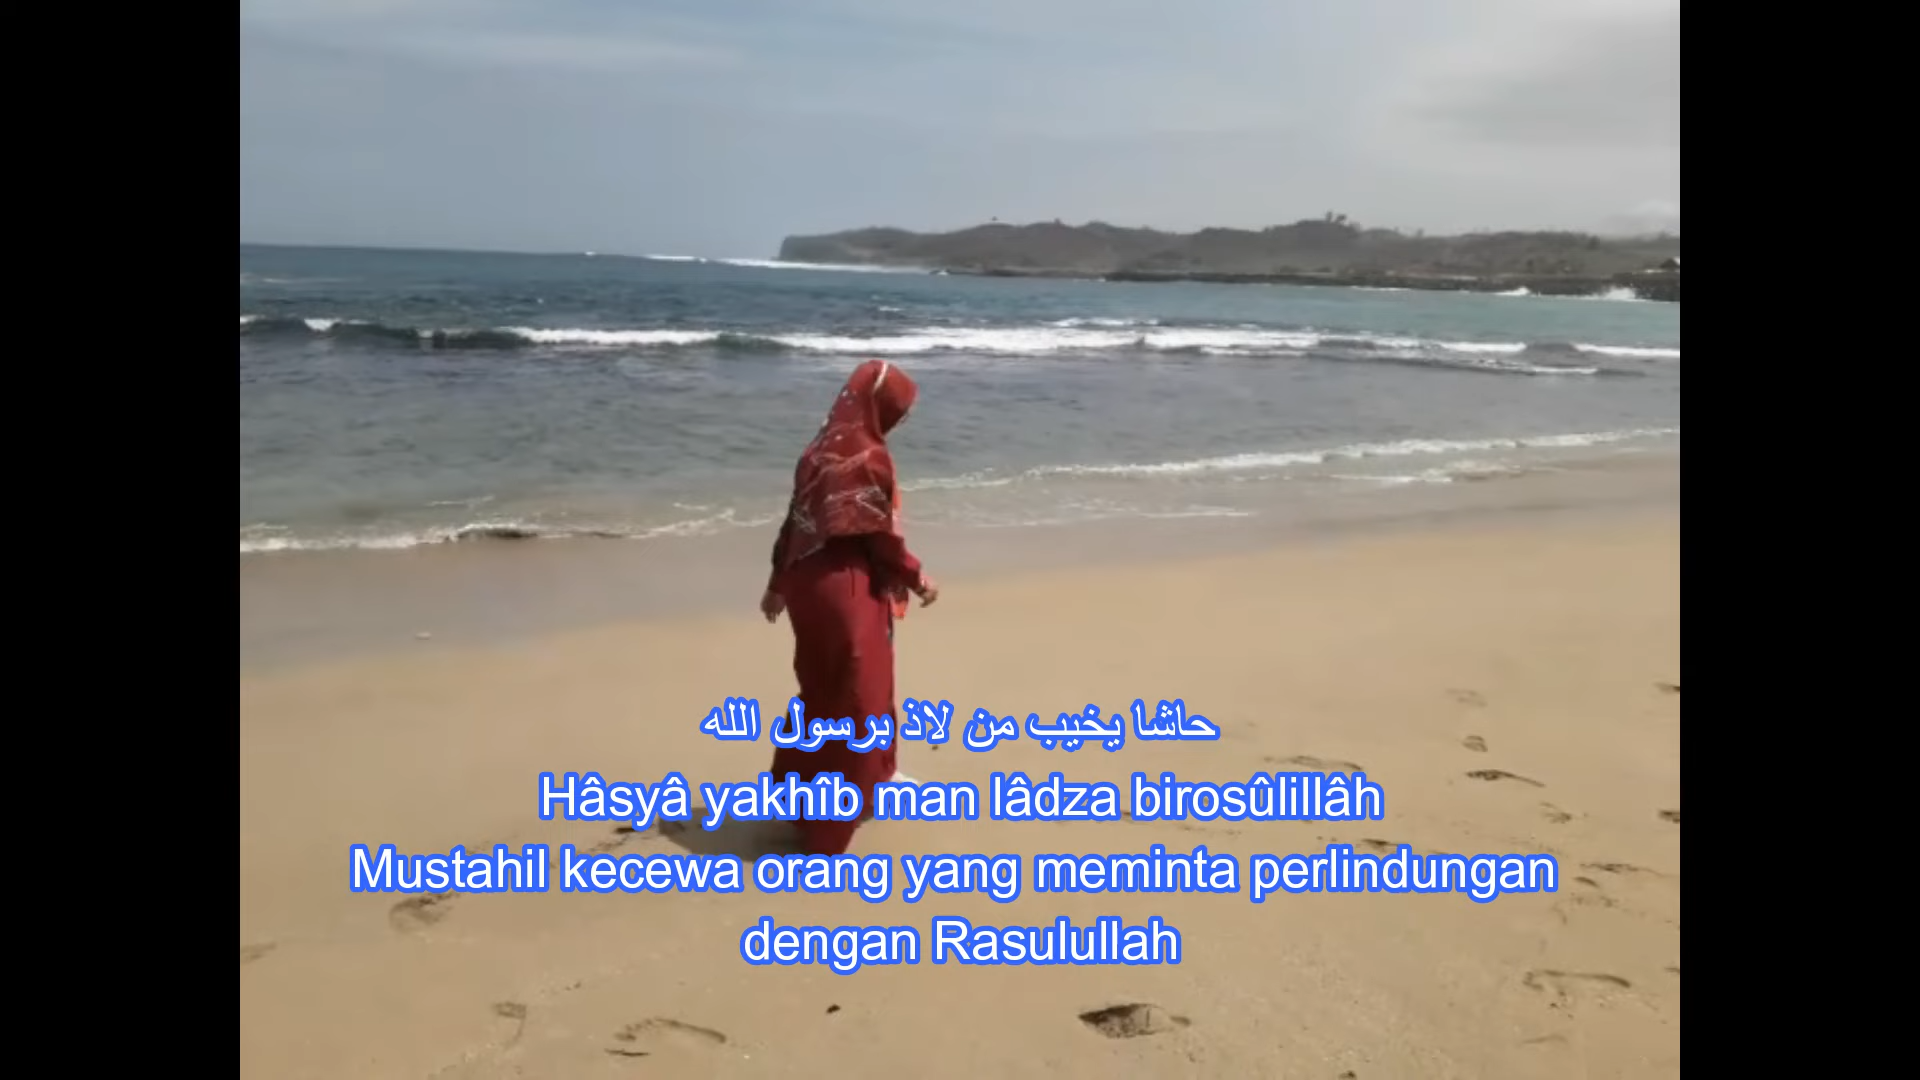 حاشا يخيب من لاذ برسول الله
Hâsyâ yakhîb man lâdza birosûlillâh
Mustahil kecewa orang yang meminta perlindungan
dengan Rasulullah